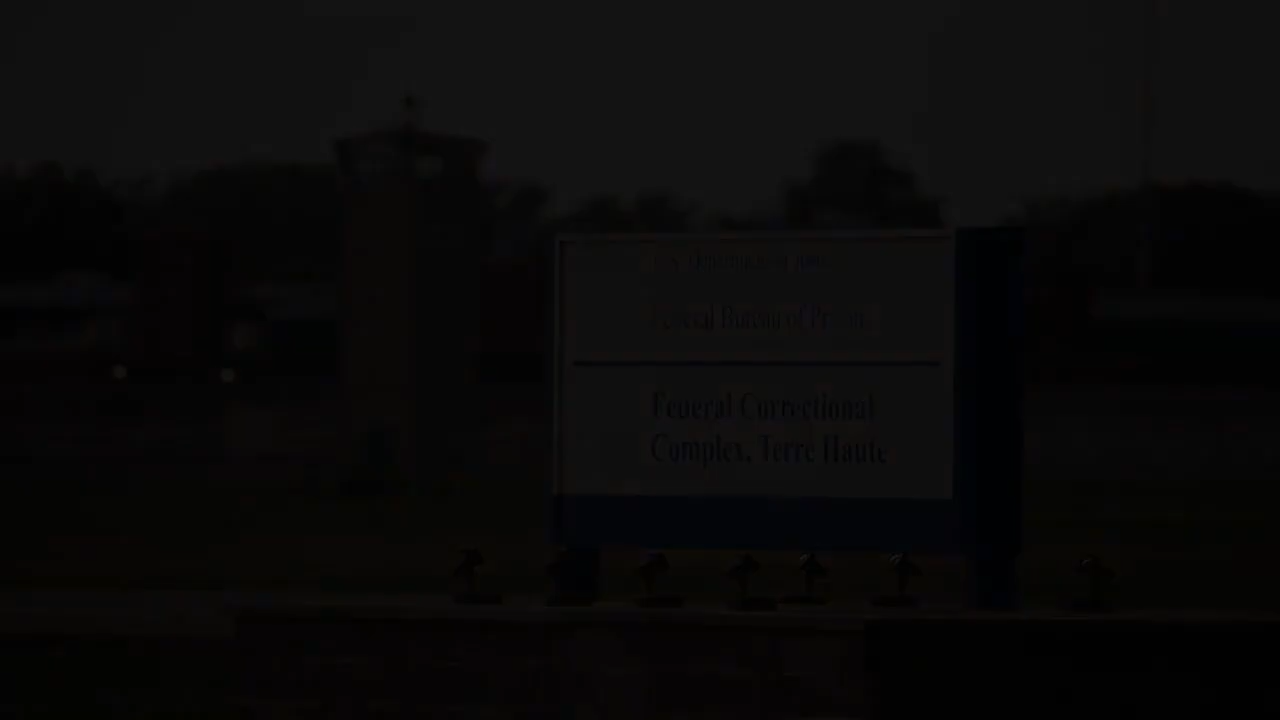 U.S. Department of Justice
Federal Bureau of Prisons
Federal Correctional
Complex, Terre Haute